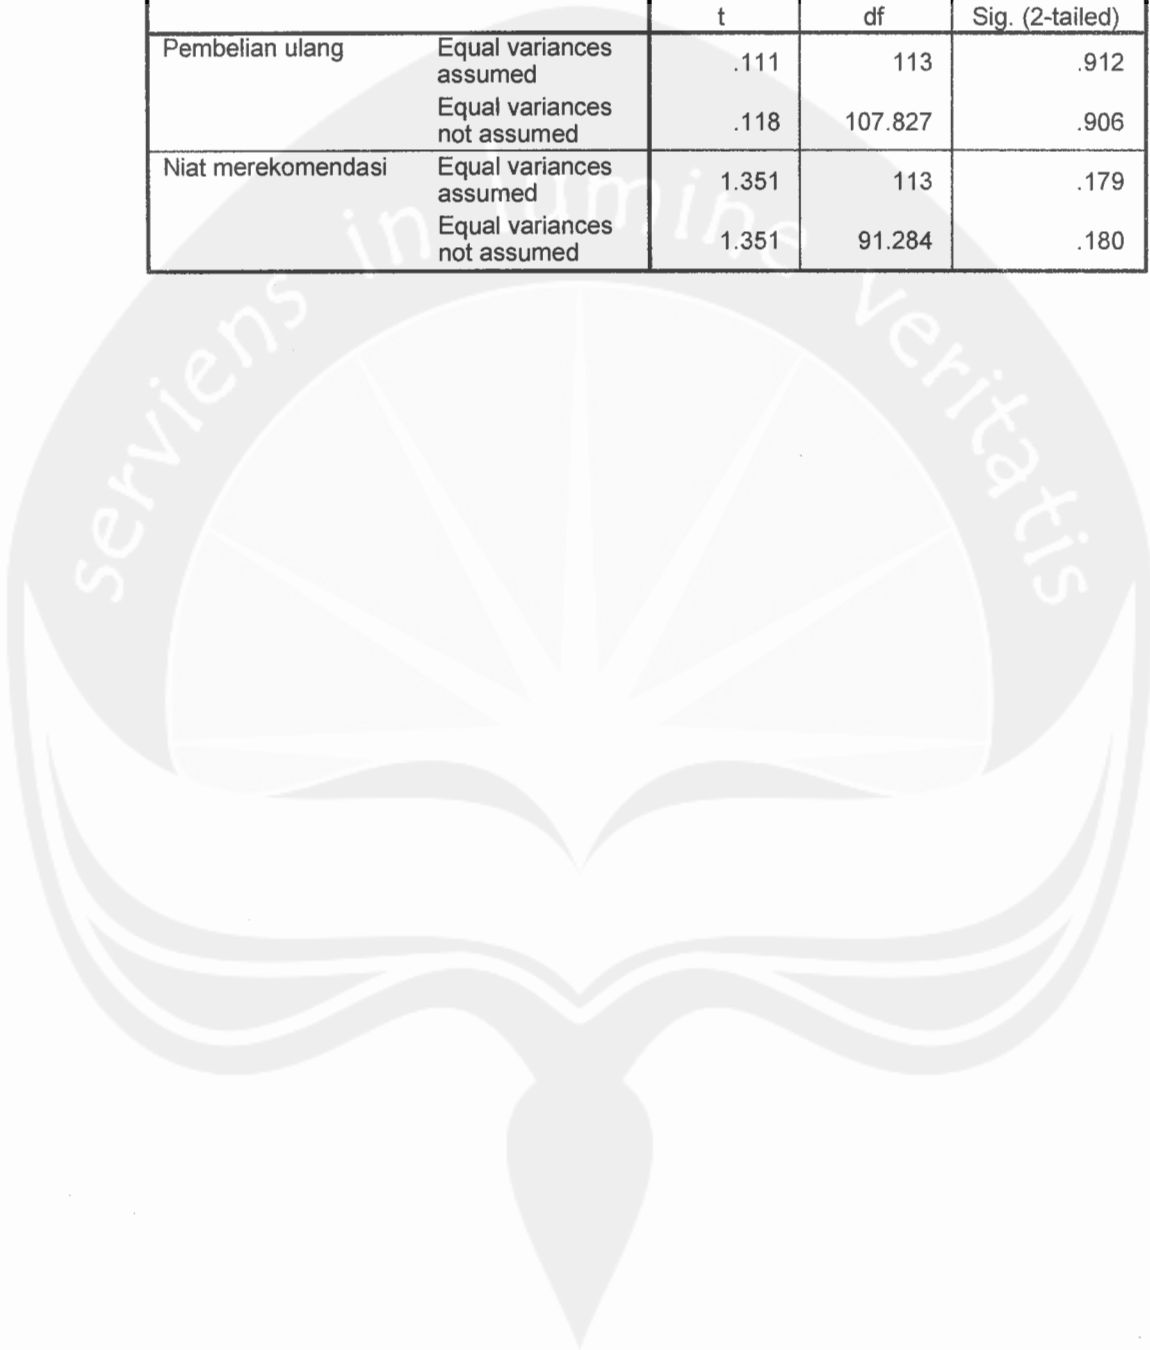 t df Sig. (2-tailed)
Pembelian ulang Equal variances
assumed .111 113 .912
Equal variances
not assumed .118 107.827 .906
Niat merekomendasi Equal variances
assumed 1.351 113 .179
Equal variances
not assumed 1.351 91.284 .180
serviens in lumine veritatis